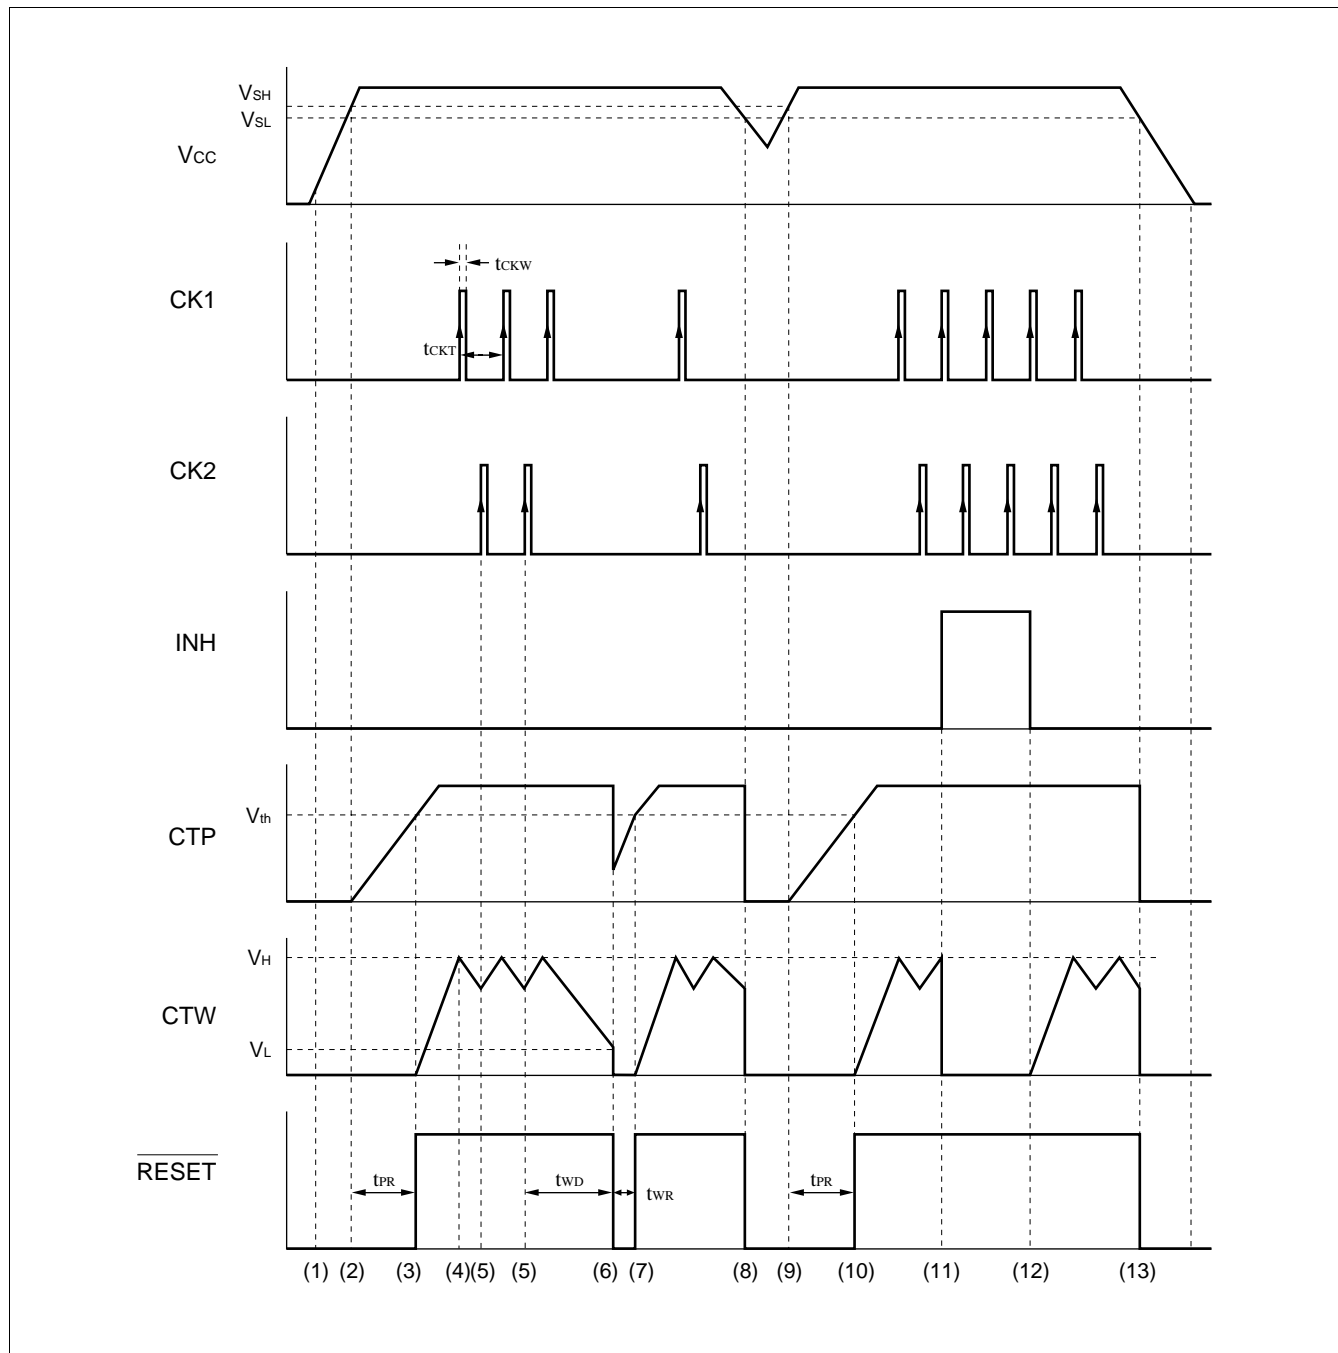 VSH
VSL
VCC
tCKW
CK1
tCKT
CK2
INH
Vth
CTP
VH
CTW
VL
RESET
tPR
tWD
tWR
tPR
(1) (2) (3) (4) (5) (5) (6) (7) (8) (9) (10) (11) (12) (13)